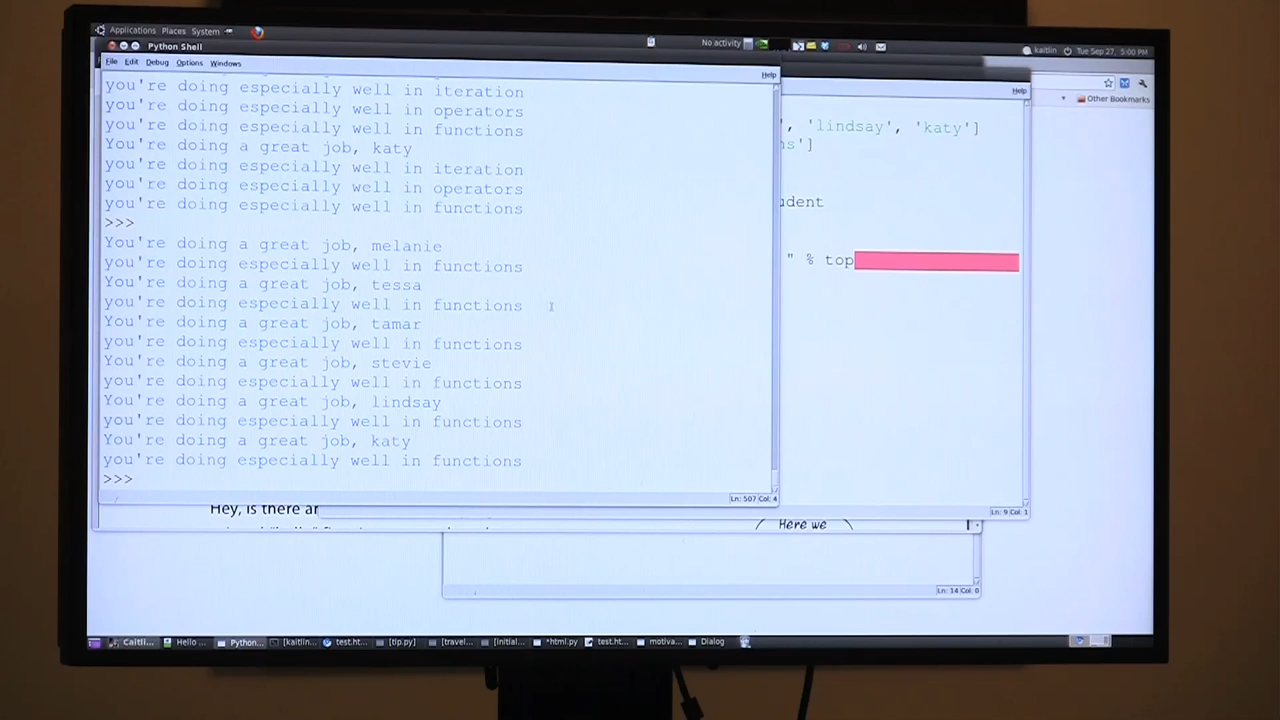 Applications Places System
No activity
kaitlin
Tue Sep 27, 5:00 PM
Python Shell
File Edit Debug Options Windows
Help
you're doing especially well in iteration
you're doing especially well in operators
you're doing especially well in functions
You're doing a great job, katy
you're doing especially well in iteration
you're doing especially well in operators
you're doing especially well in functions
>>>
You're doing a great job, melanie
you're doing especially well in functions
You're doing a great job, tessa
you're doing especially well in functions
You're doing a great job, tamar
you're doing especially well in functions
You're doing a great job, stevie
you're doing especially well in functions
You're doing a great job, lindsay
you're doing especially well in functions
You're doing a great job, katy
you're doing especially well in functions
>>>
Ln: 507 Col: 4
Help
', 'lindsay', 'katy']
ns']
udent
" % top
Ln: 9 Col: 1
Other Bookmarks
Hey, is there ar
Here we
Ln: 14 Col: 0
Caitli... Hello ... Python... [kaitlin... test.ht... [tip.py] [travel... [initial... *html.py test.ht... motiva... Dialog